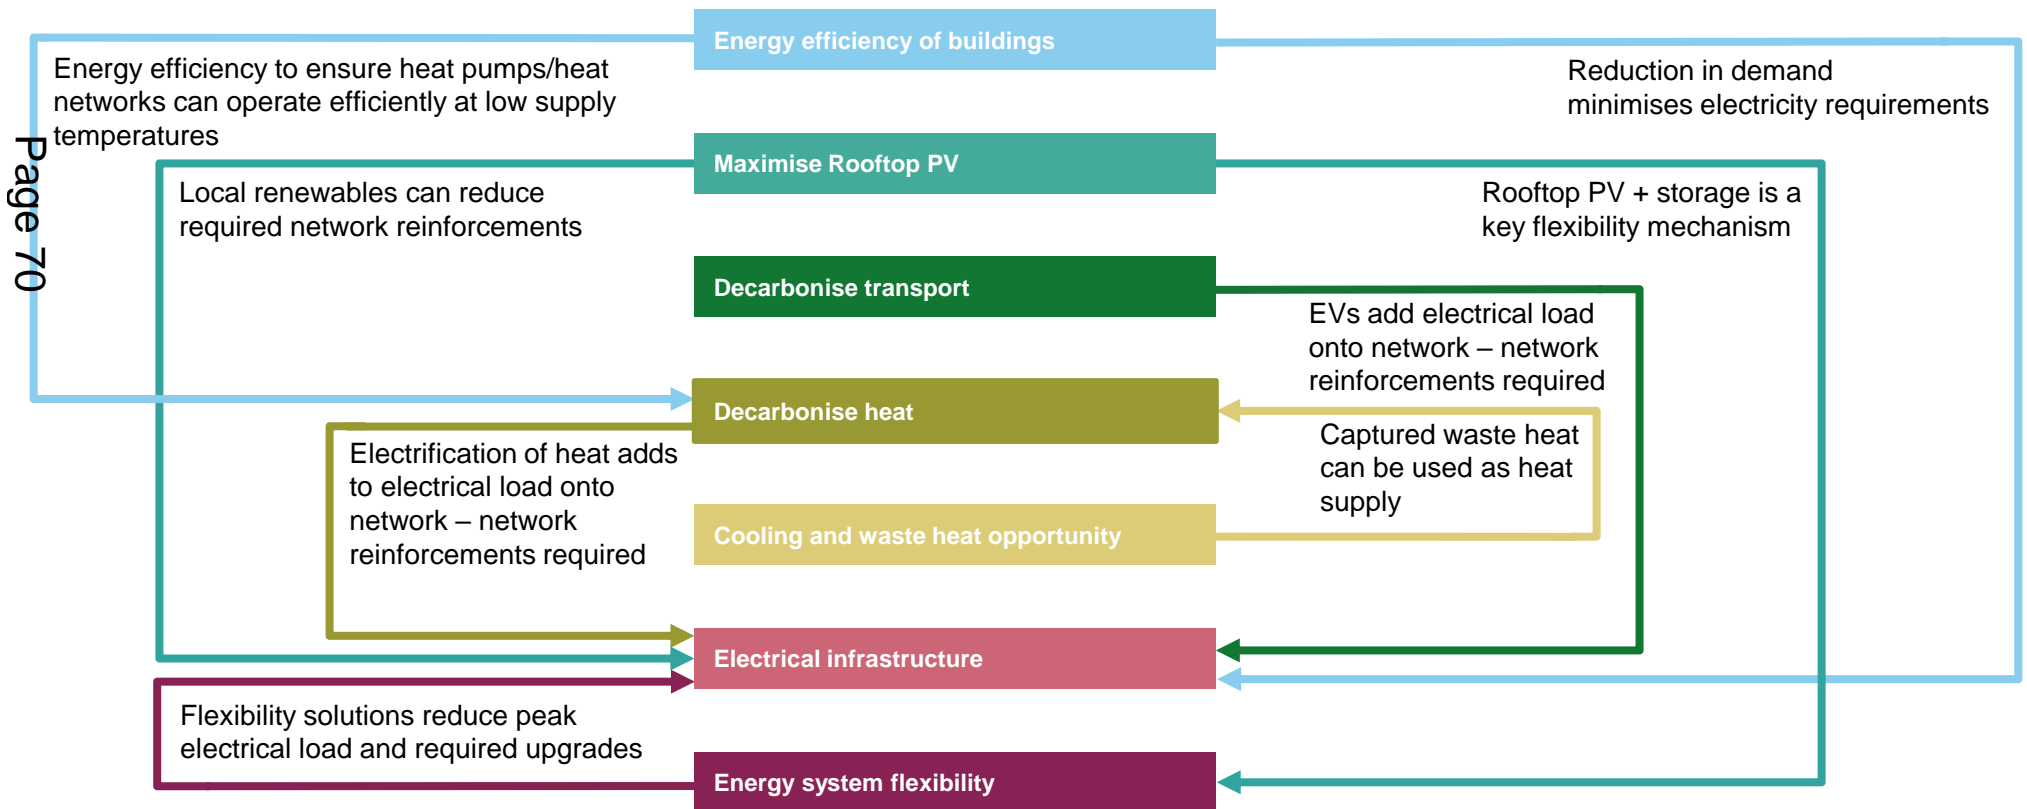 Energy efficiency of buildings
Energy efficiency to ensure heat pumps/heat
networks can operate efficiently at low supply
temperatures
Reduction in demand
minimises electricity requirements
Page 70
Maximise Rooftop PV
Local renewables can reduce
required network reinforcements
Rooftop PV + storage is a
key flexibility mechanism
Decarbonise transport
EVs add electrical load
onto network – network
reinforcements required
Decarbonise heat
Electrification of heat adds
to electrical load onto
network – network
reinforcements required
Captured waste heat
can be used as heat
supply
Cooling and waste heat opportunity
Electrical infrastructure
Flexibility solutions reduce peak
electrical load and required upgrades
Energy system flexibility